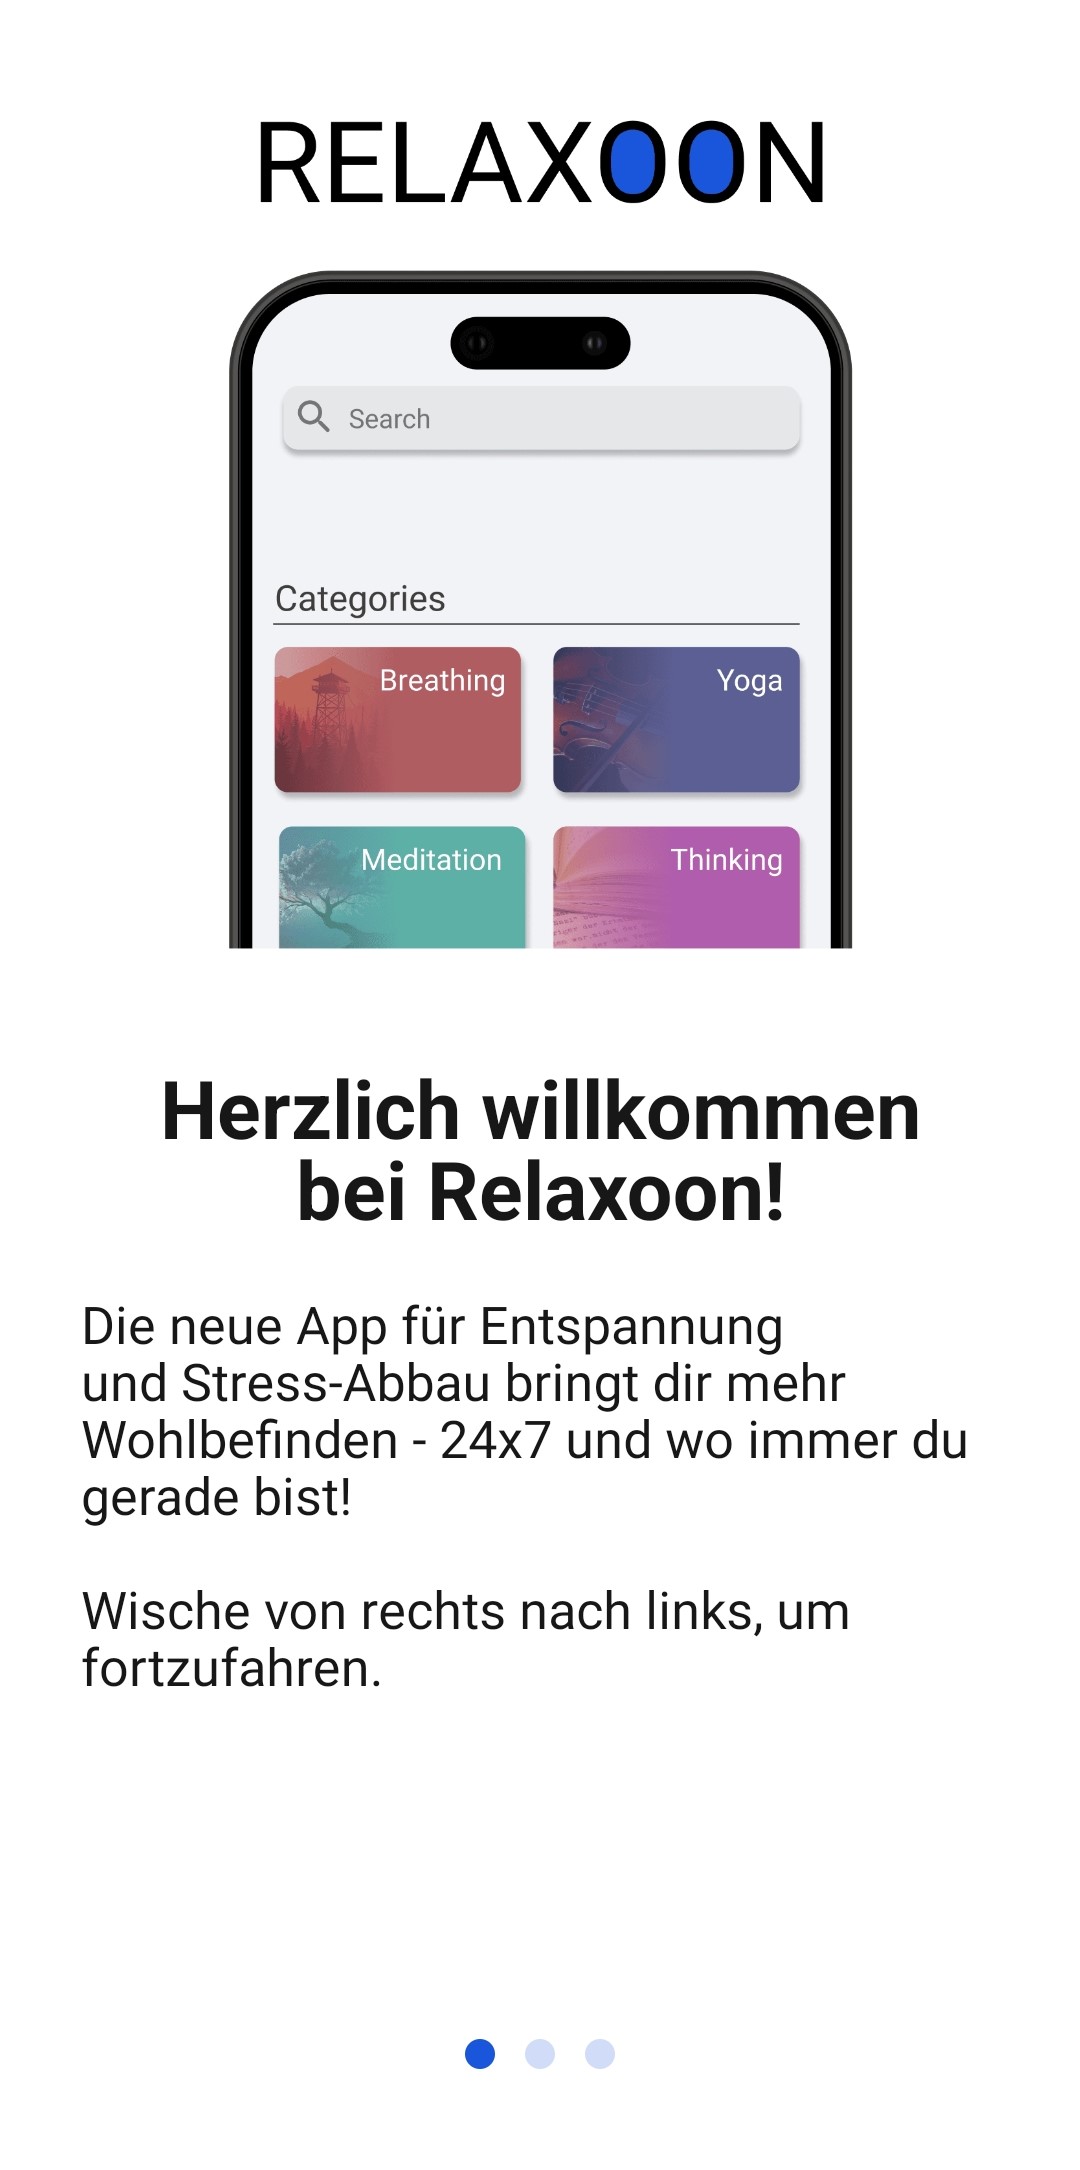 RELAXOON
Search
Categories
Breathing
Yoga
Meditation
Thinking
Herzlich willkommen
bei Relaxoon!
Die neue App für Entspannung
und Stress-Abbau bringt dir mehr
Wohlbefinden - 24x7 und wo immer du
gerade bist!
Wische von rechts nach links, um
fortzufahren.